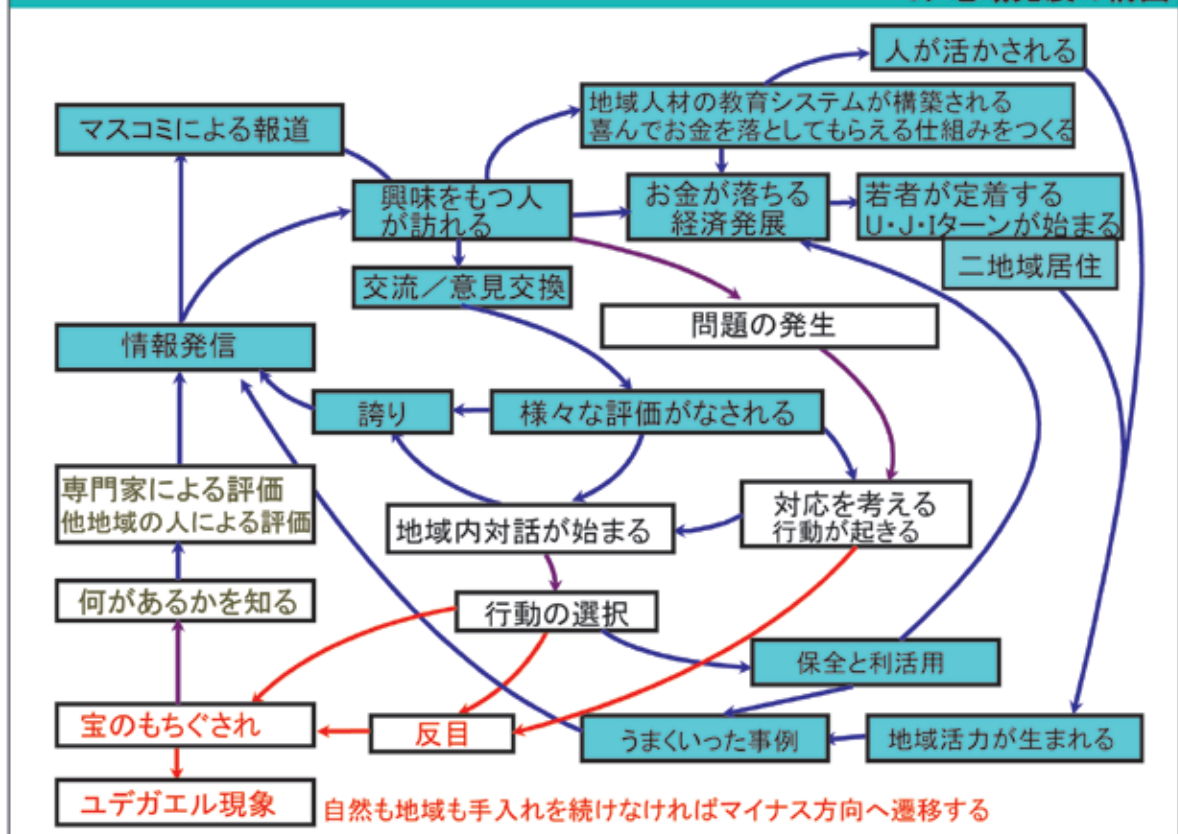 人が活かされる
地域人材の教育システムが構築される
喜んでお金を落としてもらえる仕組みをつくる
マスコミによる報道
興味をもつ人
が訪れる
お金が落ちる
経済発展
若者が定着する
U・J・Iターンが始まる
二地域居住
交流／意見交換
問題の発生
情報発信
誇り
様々な評価がなされる
専門家による評価
他地域の人による評価
地域内対話が始まる
対応を考える
行動が起きる
何があるかを知る
行動の選択
保全と利活用
宝のもちぐされ
反目
うまくいった事例
地域活力が生まれる
ユデガエル現象
自然も地域も手入れを続けなければマイナス方向へ遷移する